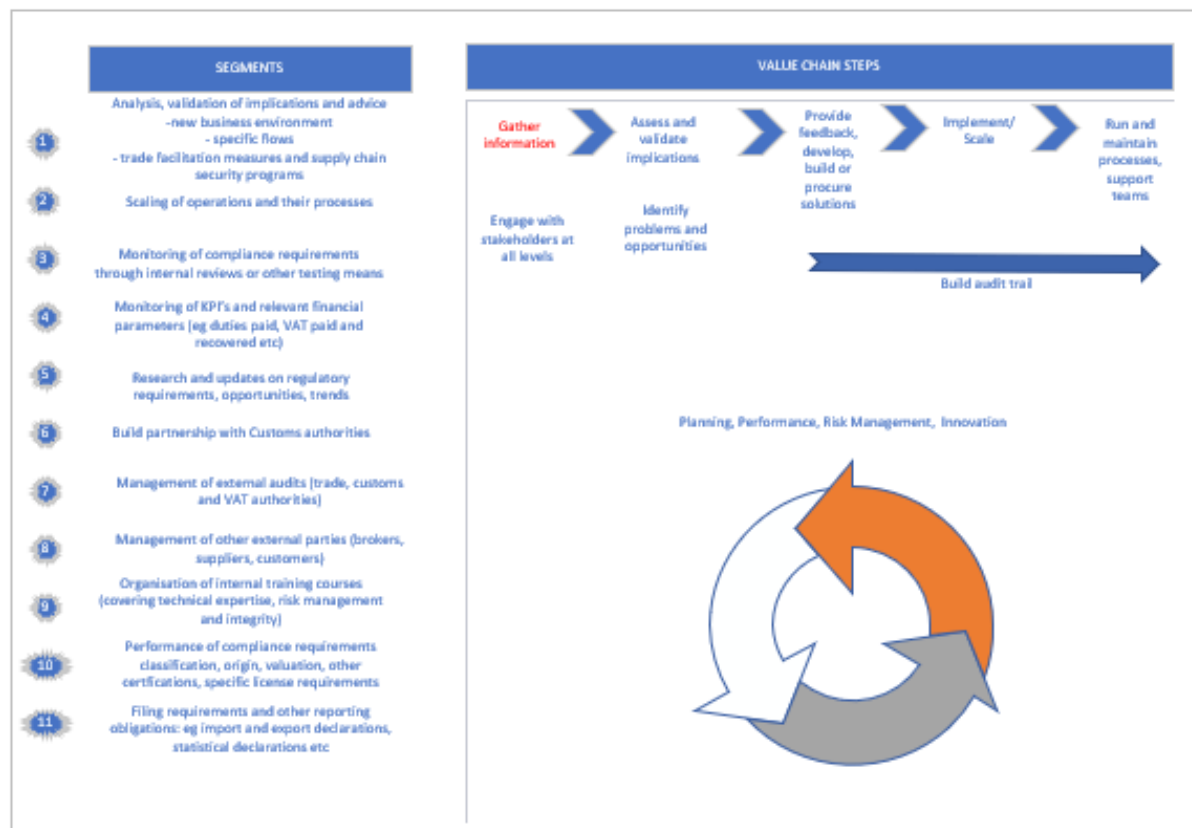 SEGMENTS
1
Analysis, validation of implications and advice
-new business environment
- specific flows
- trade facilitation measures and supply chain
security programs
2
Scaling of operations and their processes
3
Monitoring of compliance requirements
through internal reviews or other testing means
4
Monitoring of KPI's and relevant financial
parameters (eg duties paid, VAT paid and
recovered etc)
5
Research and updates on regulatory
requirements, opportunities, trends
6
Build partnership with Customs authorities
7
Management of external audits (trade, customs
and VAT authorities)
8
Management of other external parties (brokers,
suppliers, customers)
9
Organisation of internal training courses
(covering technical expertise, risk management
and integrity)
10
Performance of compliance requirements
classification, origin, valuation, other
certfications, specific license requirements
11
Filing requirements and other reporting
obligations: eg import and export declarations,
statistical declarations etc
VALUE CHAIN STEPS
Gather
information
Engage with
stakeholders at
all levels
Assess and
validate
implications
Identify
problems and
opportunities
Provide
feedback,
develop,
build or
procure
solutions
Implement/
Scale
Run and
maintain
processes,
support
teams
Build audit trail
Planning, Performance, Risk Management, Innovation